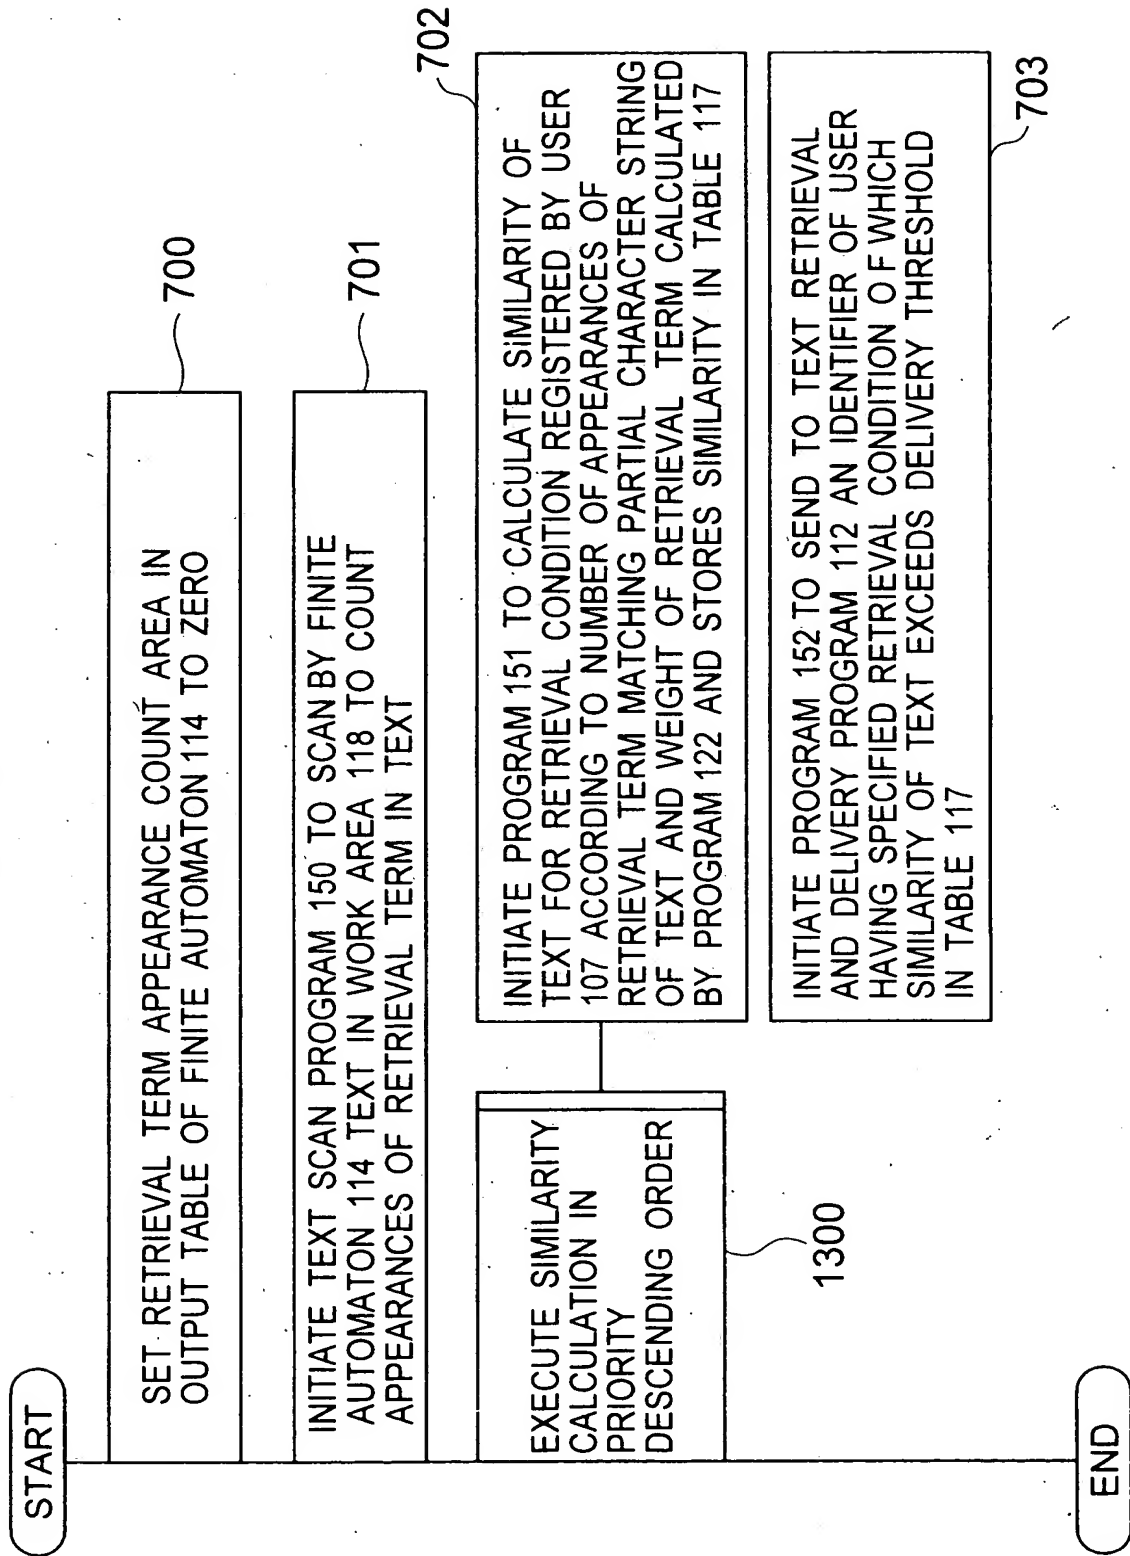 START
700
SET RETRIEVAL TERM APPEARANCE COUNT AREA IN
OUTPUT TABLE OF FINITE AUTOMATON 114 TO ZERO
701
INITIATE TEXT SCAN PROGRAM 150 TO SCAN BY FINITE
AUTOMATON 114 TEXT IN WORK AREA 118 TO COUNT
APPEARANCES OF RETRIEVAL TERM IN TEXT
1300
EXECUTE SIMILARITY
CALCULATION IN
PRIORITY
DESCENDING ORDER
702
INITIATE PROGRAM 151 TO CALCULATE SIMILARITY OF
TEXT FOR RETRIEVAL CONDITION REGISTERED BY USER
107 ACCORDING TO NUMBER OF APPEARANCES OF
RETRIEVAL TERM MATCHING PARTIAL CHARACTER STRING
OF TEXT AND WEIGHT OF RETRIEVAL TERM CALCULATED
BY PROGRAM 122 AND STORES SIMILARITY IN TABLE 117
703
INITIATE PROGRAM 152 TO SEND TO TEXT RETRIEVAL
AND DELIVERY PROGRAM 112 AN IDENTIFIER OF USER
HAVING SPECIFIED RETRIEVAL CONDITION OF WHICH
SIMILARITY OF TEXT EXCEEDS DELIVERY THRESHOLD
IN TABLE 117
END